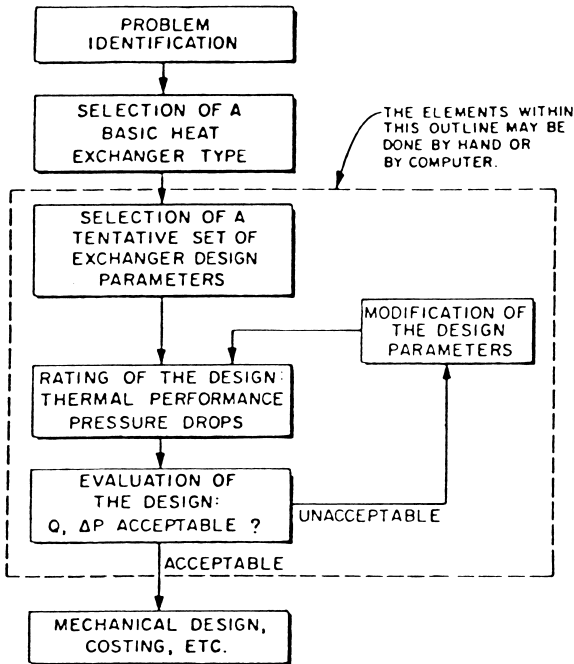 PROBLEM
IDENTIFICATION
SELECTION OF A
BASIC HEAT
EXCHANGER TYPE
THE ELEMENTS WITHIN
THIS OUTLINE MAY BE
DONE BY HAND OR
BY COMPUTER.
SELECTION OF A
TENTATIVE SET OF
EXCHANGER DESIGN
PARAMETERS
MODIFICATION OF
THE DESIGN
PARAMETERS
RATING OF THE DESIGN:
THERMAL PERFORMANCE
PRESSURE DROPS
EVALUATION OF
THE DESIGN:
Q, ΔP ACCEPTABLE ?
UNACCEPTABLE
ACCEPTABLE
MECHANICAL DESIGN,
COSTING, ETC.